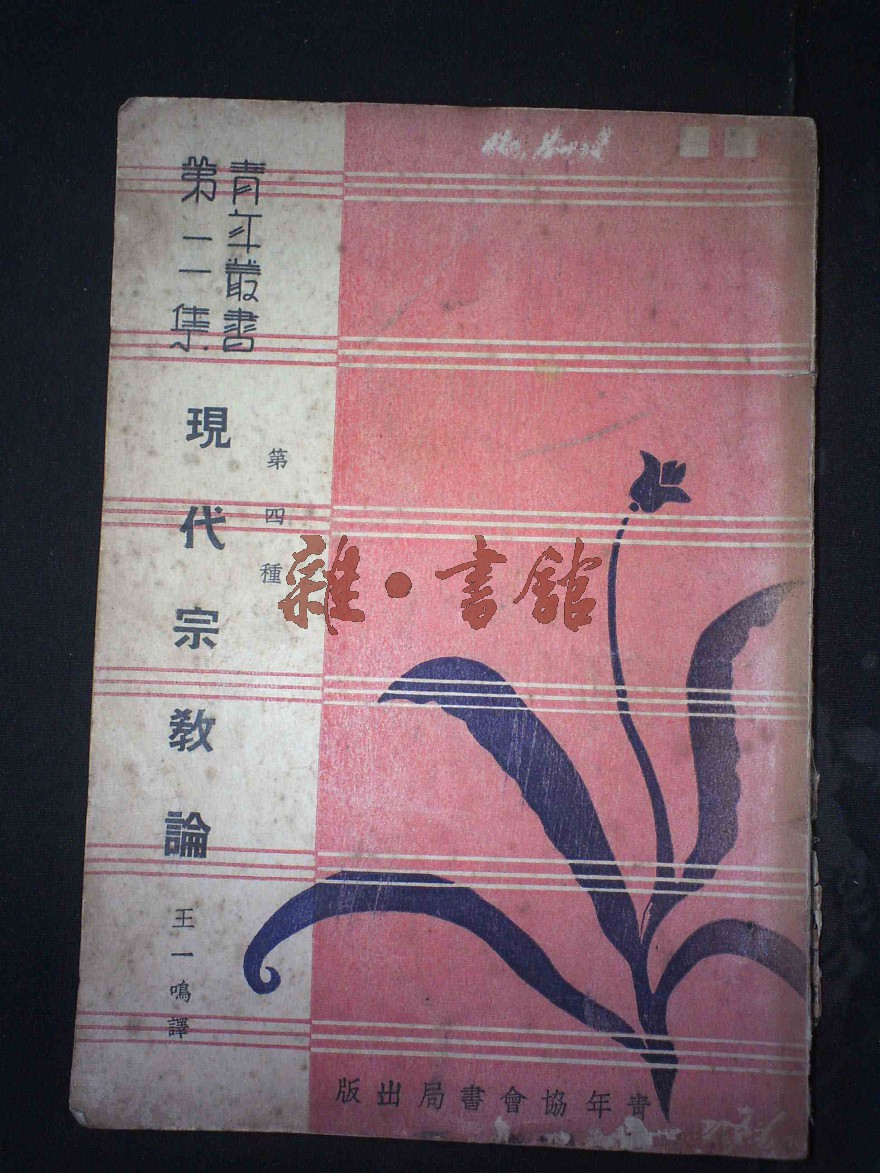 青年叢書
第二集
第四種
現代宗教論
王一鳴譯
版出局書會協年青
雜·書館